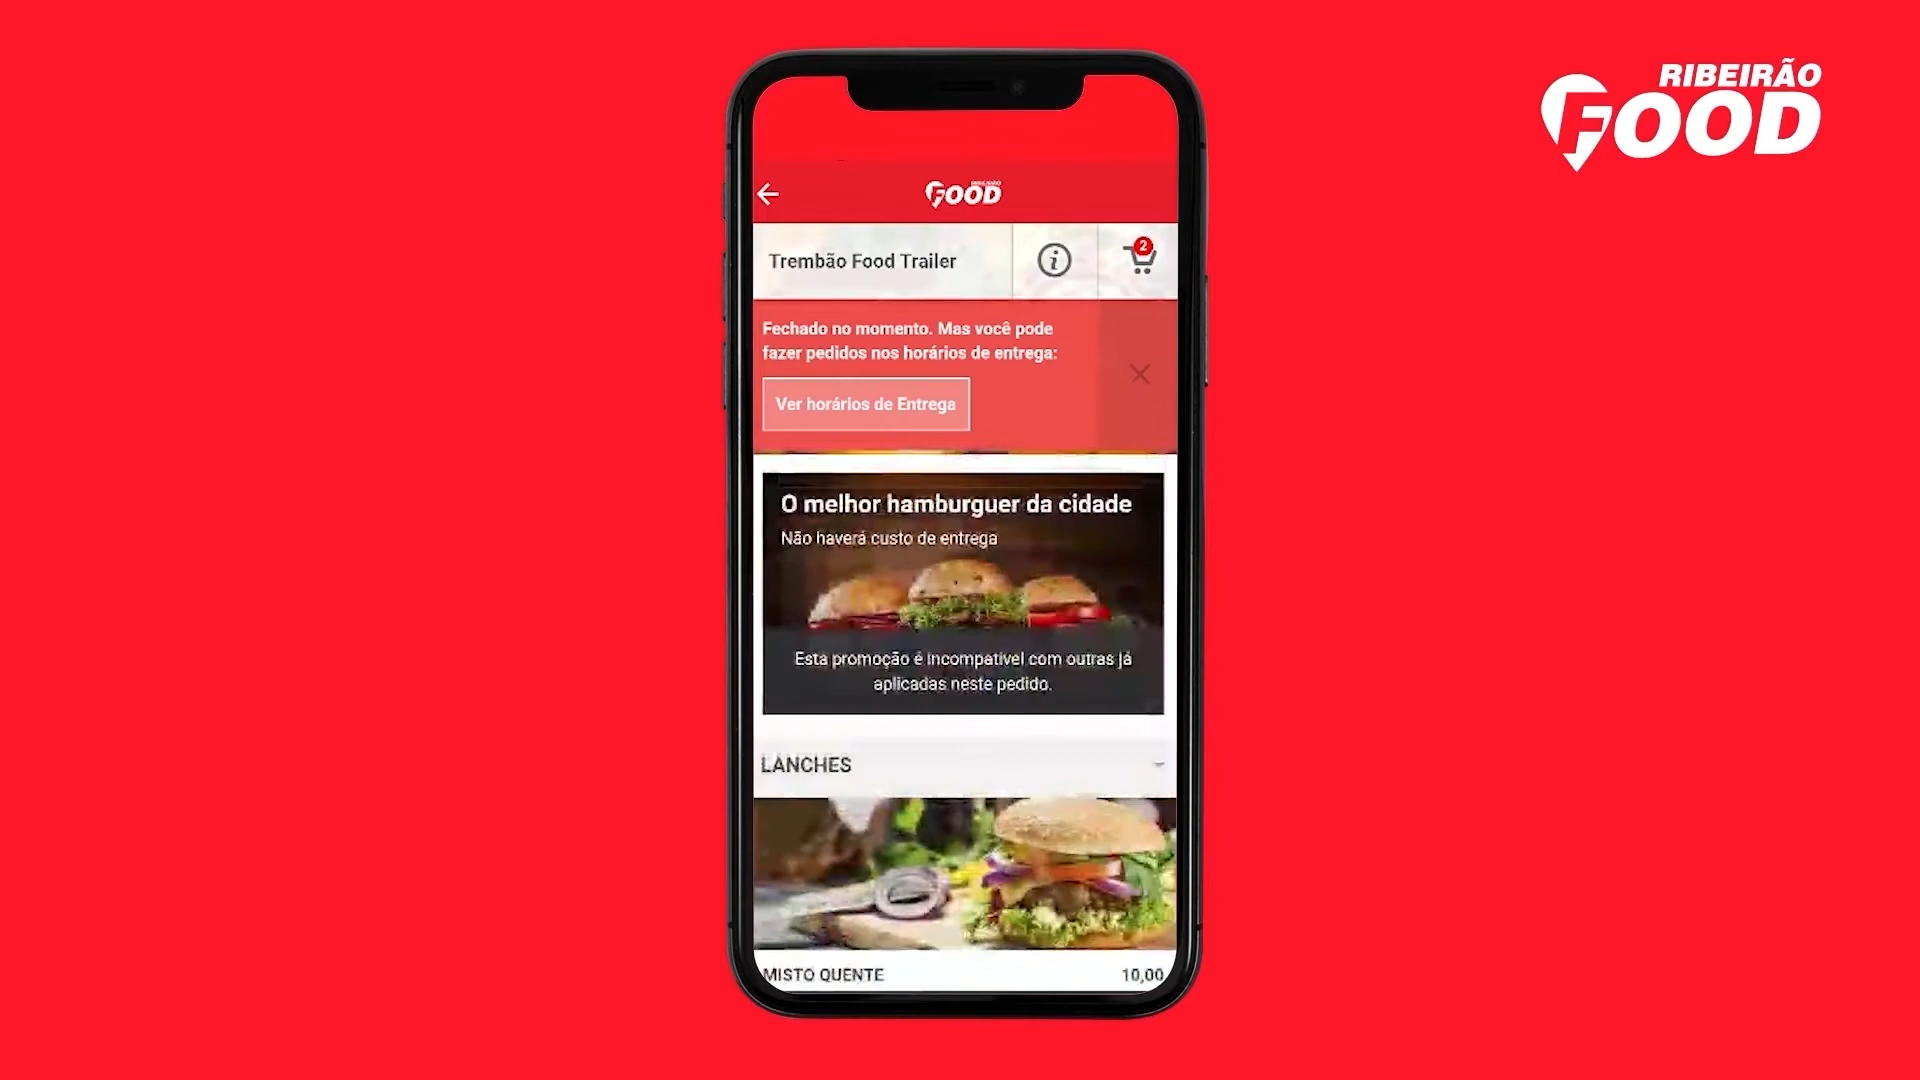 RIBEIRÃO
FOOD
FOOD
Trembão Food Trailer
2
Fechado no momento. Mas você pode
fazer pedidos nos horários de entrega:
Ver horários de Entrega
O melhor hamburguer da cidade
Não haverá custo de entrega
Esta promoção é incompatível com outras já
aplicadas neste pedido.
LANCHES
MISTO QUENTE 10,00